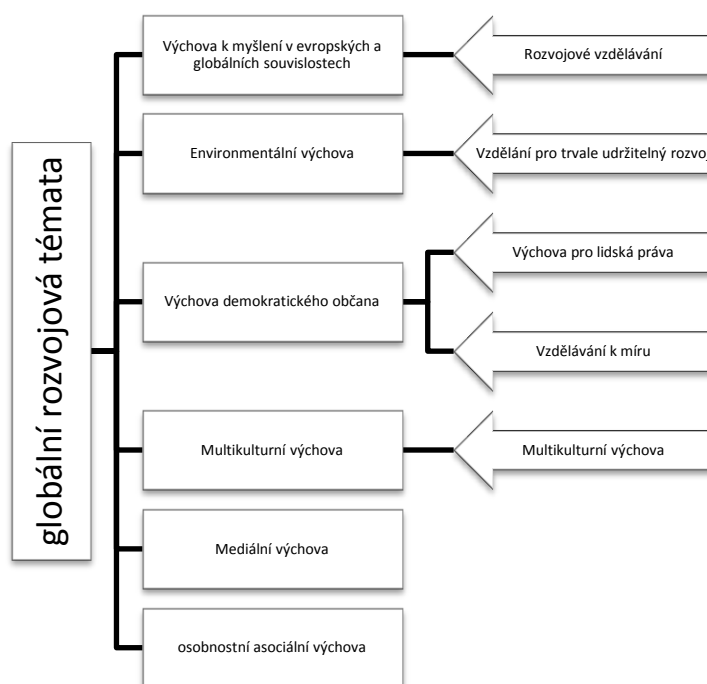 globální rozvojová témata
Výchova k myšlení v evropských a
globálních souvislostech
Rozvojové vzdělávání
Environmentální výchova
Vzdělání pro trvale udržitelný rozvoj
Výchova demokratického občana
Výchova pro lidská práva
Vzdělávání k míru
Multikulturní výchova
Multikulturní výchova
Mediální výchova
osobnostní asociální výchova